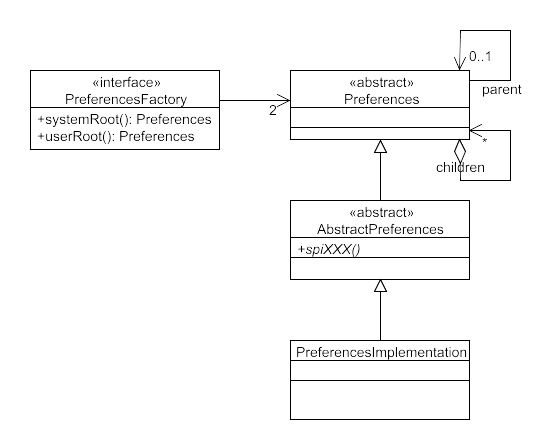 «interface»
PreferencesFactory
+systemRoot(): Preferences
+userRoot(): Preferences
2
«abstract»
Preferences
0..1
parent
*
children
«abstract»
AbstractPreferences
+spiXXX()
PreferencesImplementation